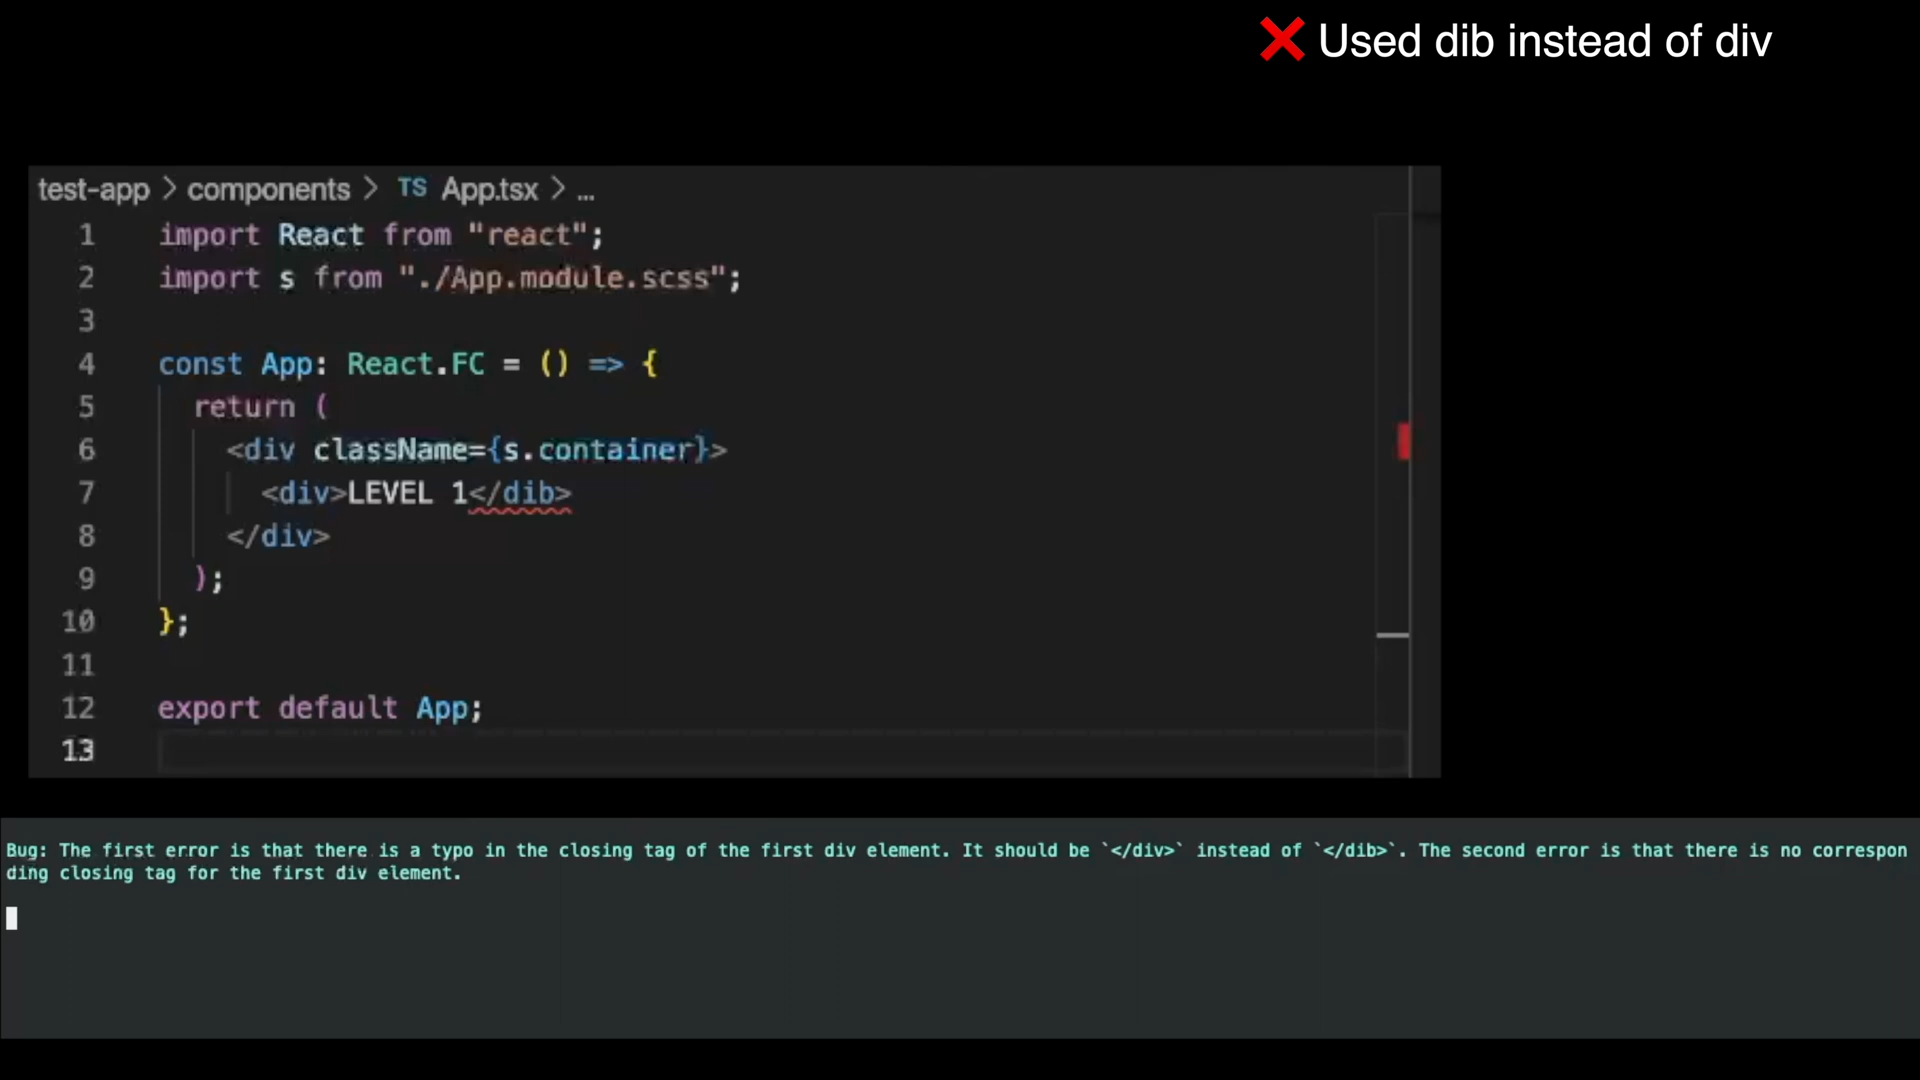 ❌ Used dib instead of div
test-app > components > TS App.tsx > ...
1 import React from "react";
2 import s from "./App.module.scss";
3
4 const App: React.FC = () => {
5 return (
6 <div className={s.container}>
7 <div>LEVEL 1</dib>
8 </div>
9 );
10 };
11
12 export default App;
13
Bug: The first error is that there is a typo in the closing tag of the first div element. It should be `</div>` instead of `</dib>`. The second error is that there is no correspon
ding closing tag for the first div element.